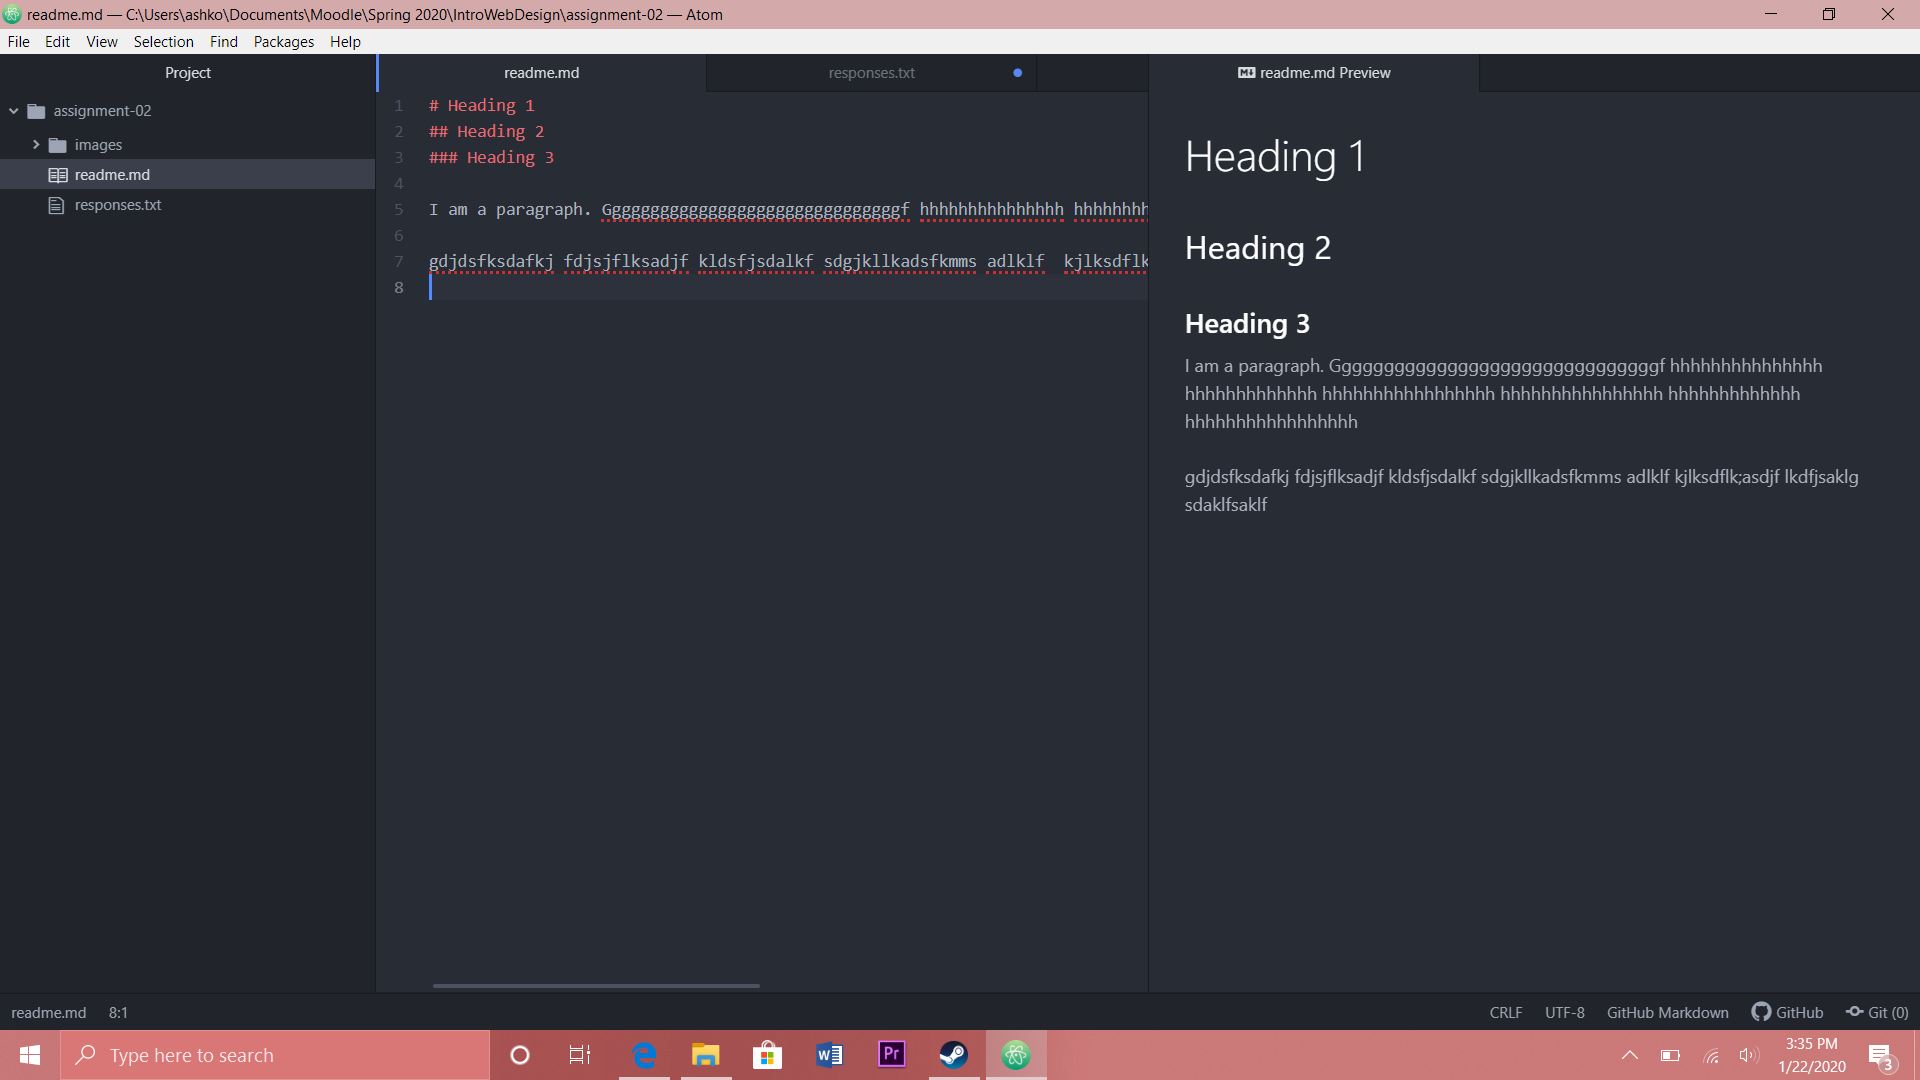 readme.md — C:\Users\ashko\Documents\Moodle\Spring 2020\IntroWebDesign\assignment-02 — Atom
File Edit View Selection Find Packages Help
Project
assignment-02
images
readme.md
responses.txt
readme.md
responses.txt
1 # Heading 1
2 ## Heading 2
3 ### Heading 3
4
5 I am a paragraph. Ggggggggggggggggggggggggggggggf hhhhhhhhhhhhhhh hhhhhhhh
6
7 gdjdsfksdafkj fdjsjflksadjf kldsfjsdalkf sdgjkllkadsfkmms adlklf  kjlksdflk
8
readme.md Preview
Heading 1
Heading 2
Heading 3
I am a paragraph. Ggggggggggggggggggggggggggggggf hhhhhhhhhhhhhhh
hhhhhhhhhhhhh hhhhhhhhhhhhhhhhh hhhhhhhhhhhhhhhh hhhhhhhhhhhhh
hhhhhhhhhhhhhhhhh
gdjdsfksdafkj fdjsjflksadjf kldsfjsdalkf sdgjkllkadsfkmms adlklf kjlksdflk;asdjf lkdfjsaklg
sdaklfsaklf
readme.md 8:1
CRLF UTF-8 GitHub Markdown GitHub Git (0)
Type here to search
W
Pr
3:35 PM
1/22/2020
3